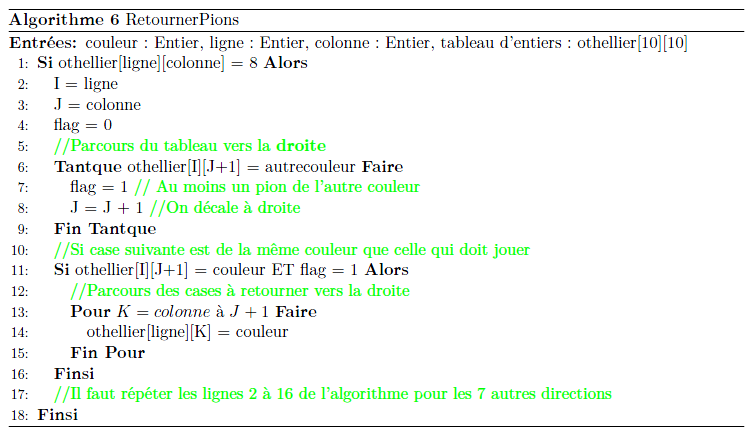 Algorithme 6 RetournerPions
Entrées: couleur : Entier, ligne : Entier, colonne : Entier, tableau d'entiers : othellier[10][10]
1: Si othellier[ligne][colonne] = 8 Alors
2: I = ligne
3: J = colonne
4: flag = 0
5: //Parcours du tableau vers la droite
6: Tantque othellier[I][J+1] = autrecouleur Faire
7: flag = 1 // Au moins un pion de l'autre couleur
8: J = J + 1 //On décale à droite
9: Fin Tantque
10: //Si case suivante est de la même couleur que celle qui doit jouer
11: Si othellier[I][J+1] = couleur ET flag = 1 Alors
12: //Parcours des cases à retourner vers la droite
13: Pour K = colonne à J + 1 Faire
14: othellier[ligne][K] = couleur
15: Fin Pour
16: Finsi
17: //Il faut répéter les lignes 2 à 16 de l'algorithme pour les 7 autres directions
18: Finsi